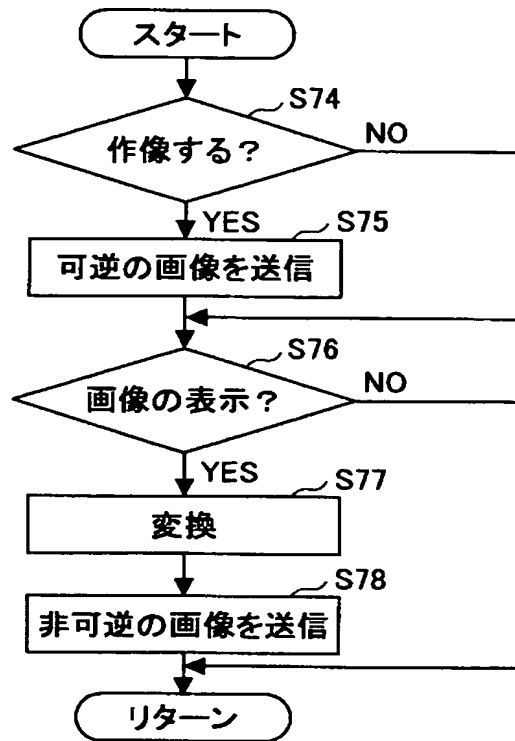 スタート
S74
作像する？
NO
YES
S75
可逆の画像を送信
S76
画像の表示？
NO
YES
S77
変換
S78
非可逆の画像を送信
リターン